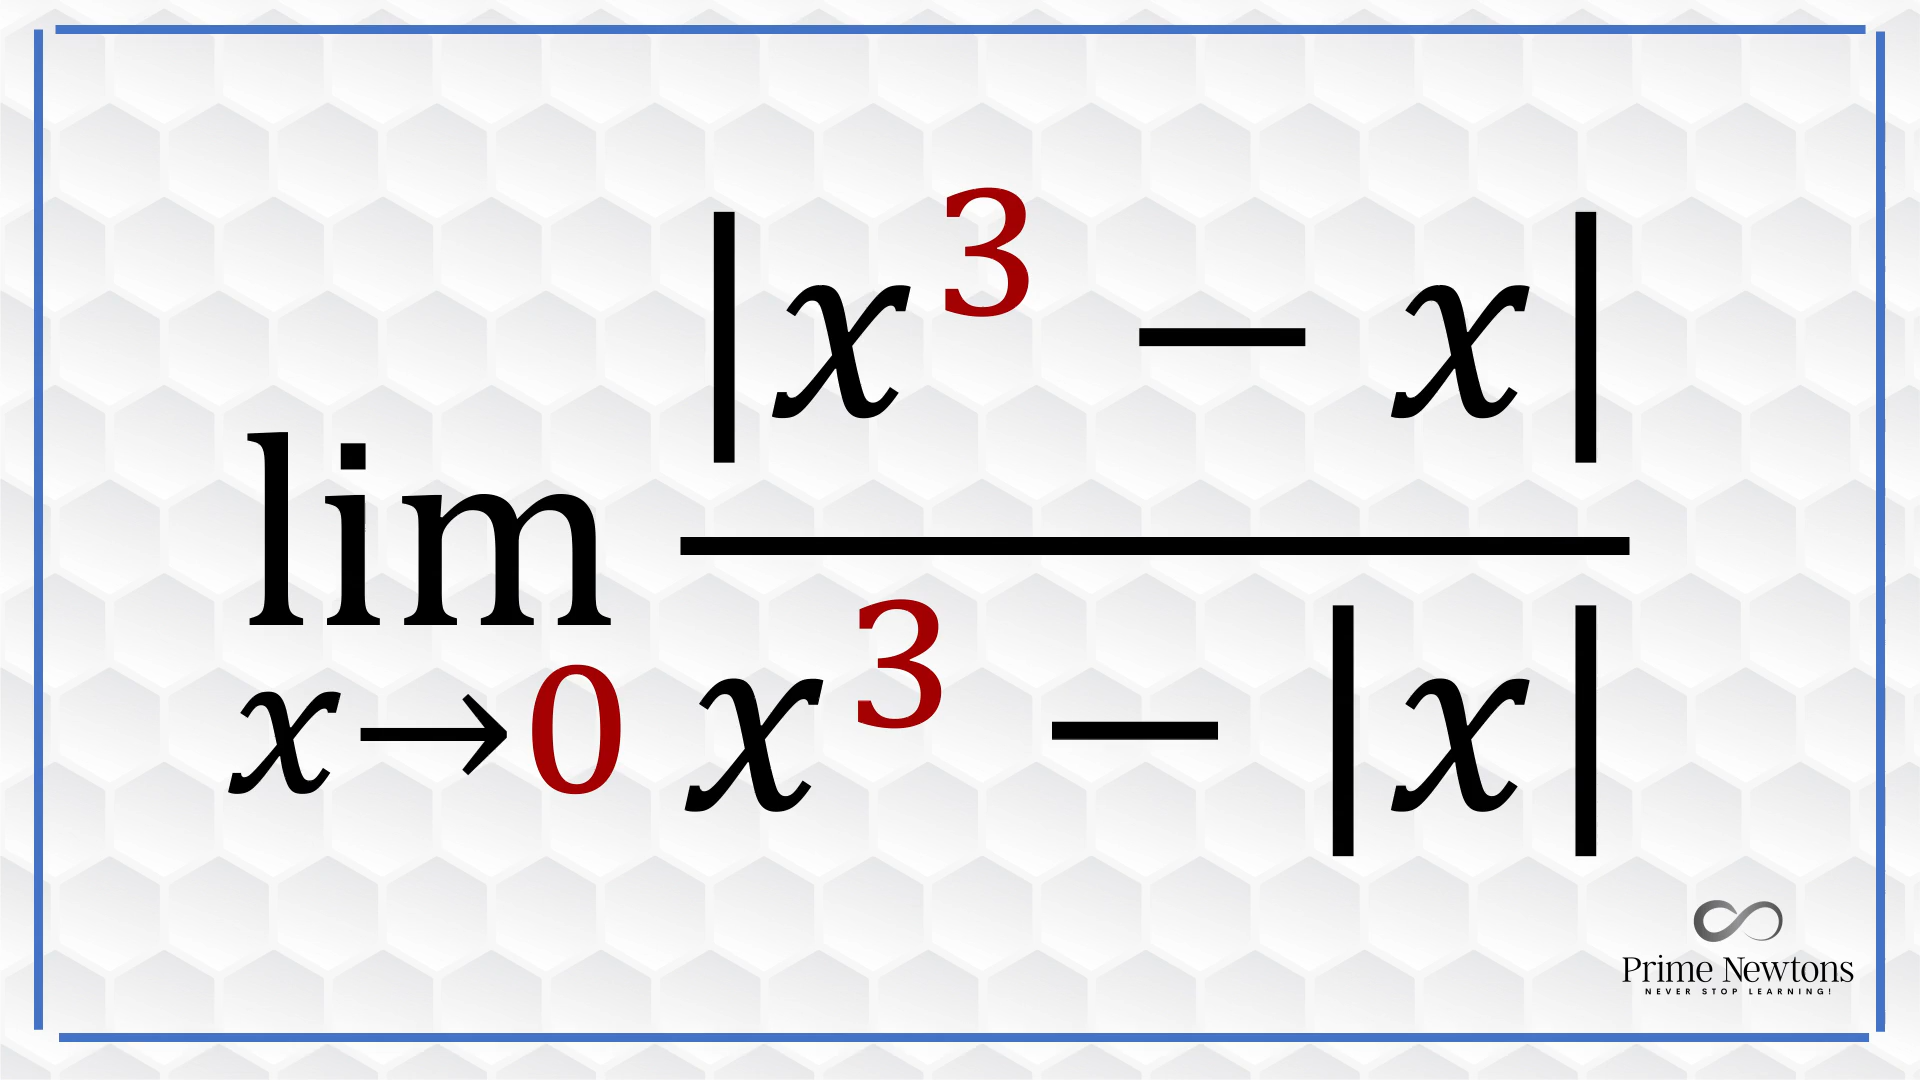 |x³ − x|
lim
x→0 x³ − |x|
Prime Newtons
NEVER STOP LEARNING!